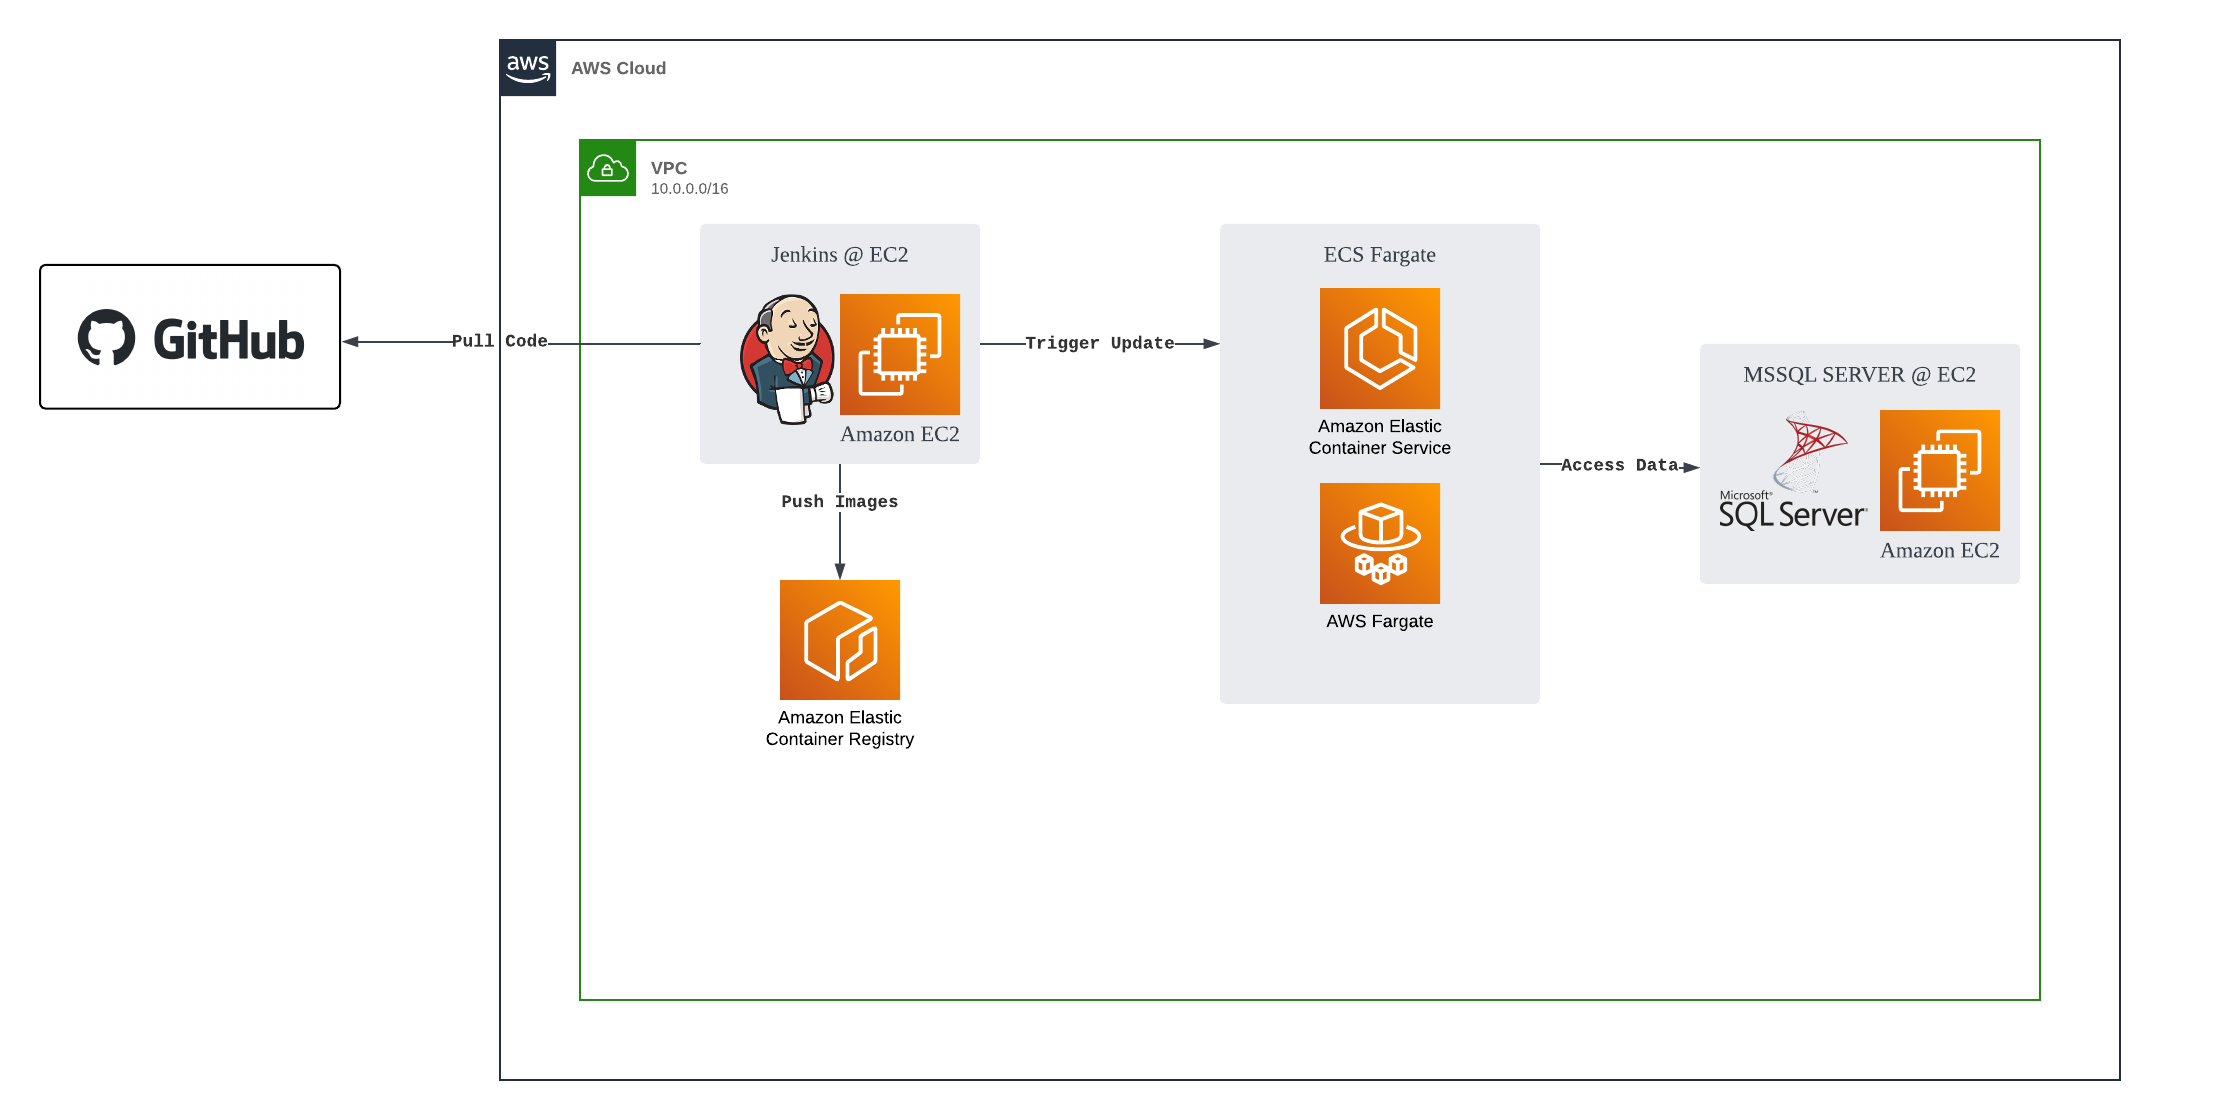 aws
AWS Cloud
VPC
10.0.0.0/16
GitHub
Pull Code
Jenkins @ EC2
Amazon EC2
Push Images
Amazon Elastic
Container Registry
Trigger Update
ECS Fargate
Amazon Elastic
Container Service
AWS Fargate
Access Data
MSSQL SERVER @ EC2
Microsoft®
SQL Server®
Amazon EC2